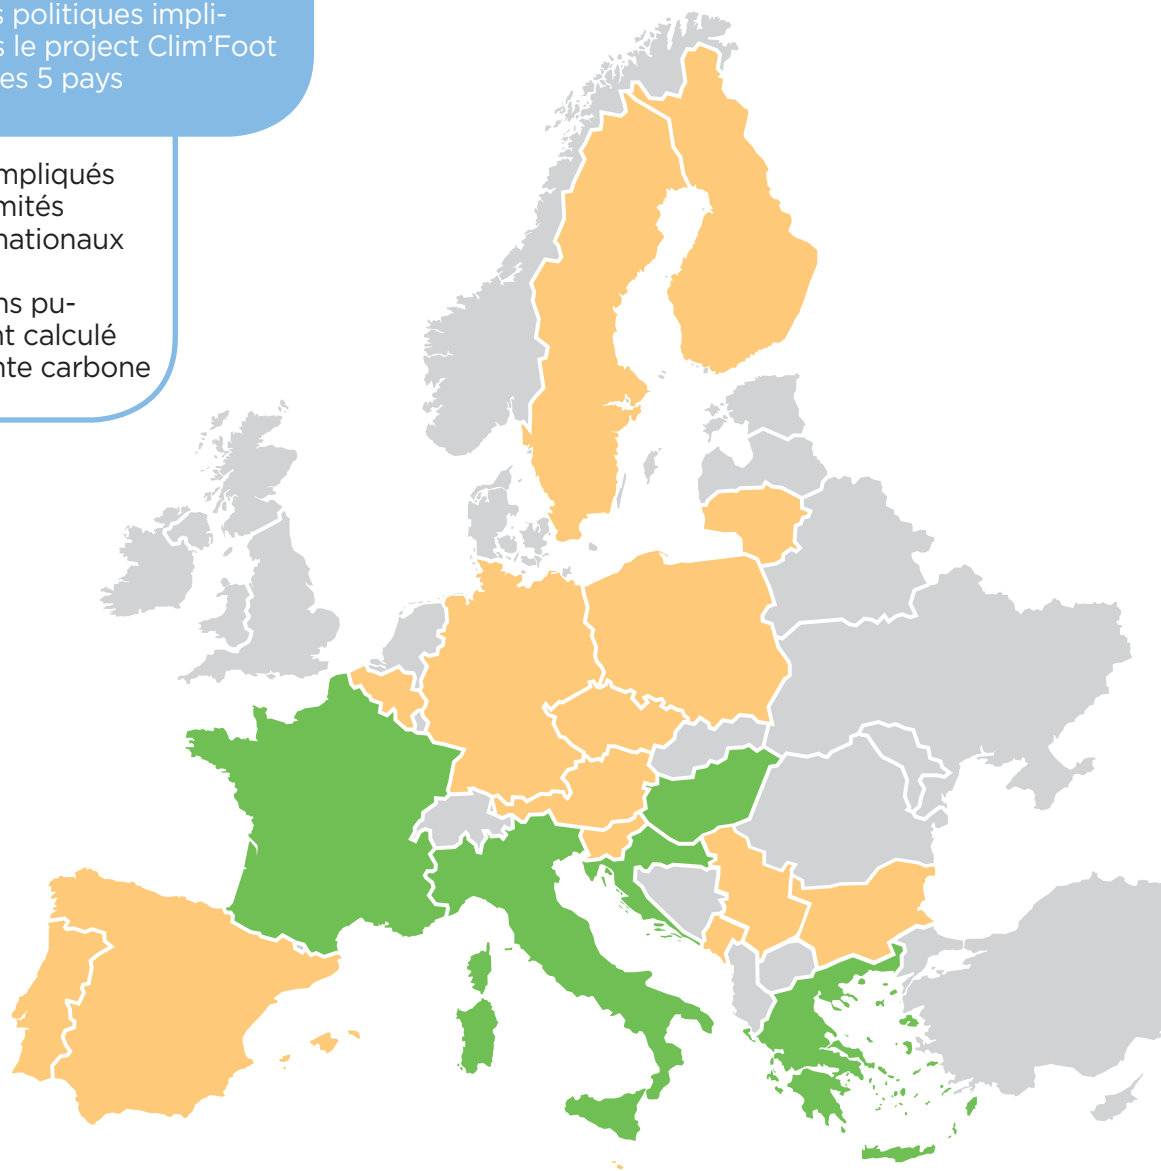 s politiques impli-
s le project Clim'Foot
es 5 pays
mpliqués
mités
nationaux
ns pu-
nt calculé
nte carbone